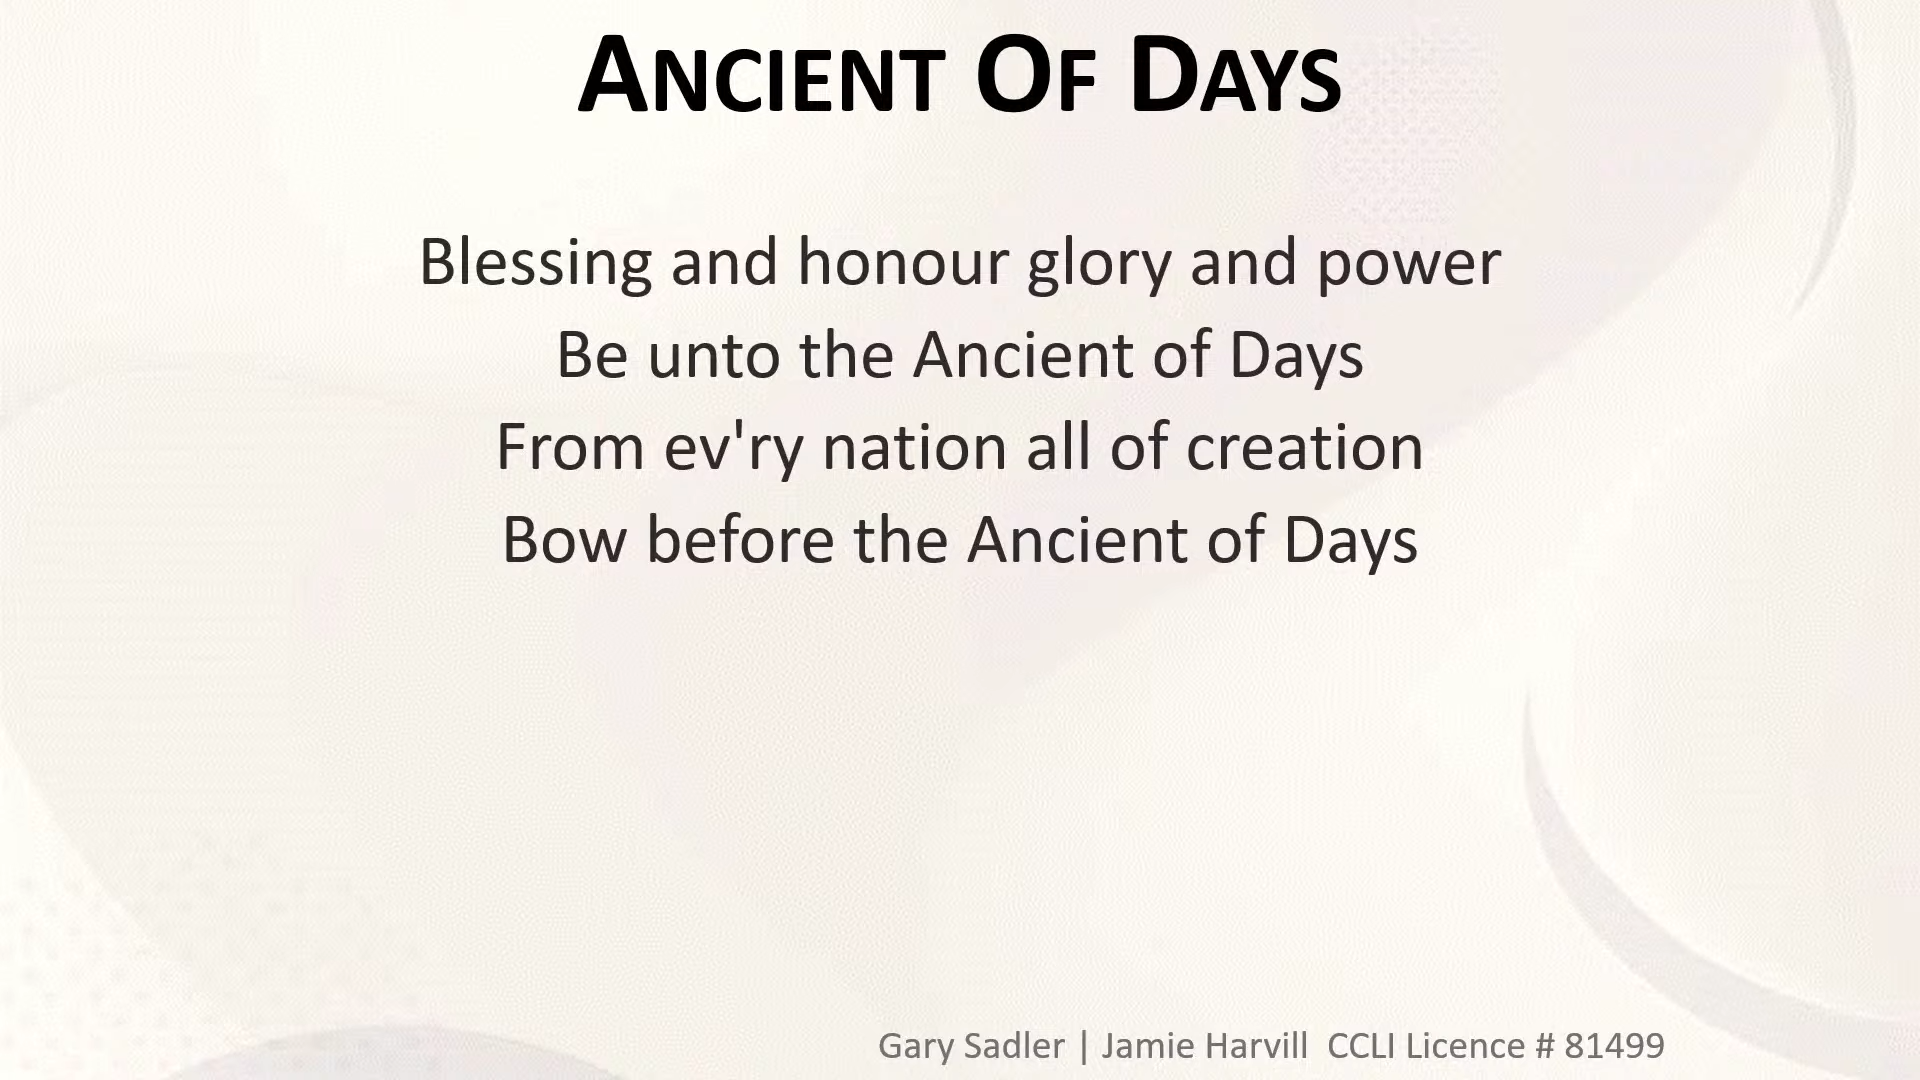 Ancient Of Days
Blessing and honour glory and power
Be unto the Ancient of Days
From ev'ry nation all of creation
Bow before the Ancient of Days
Gary Sadler | Jamie Harvill  CCLI Licence # 81499